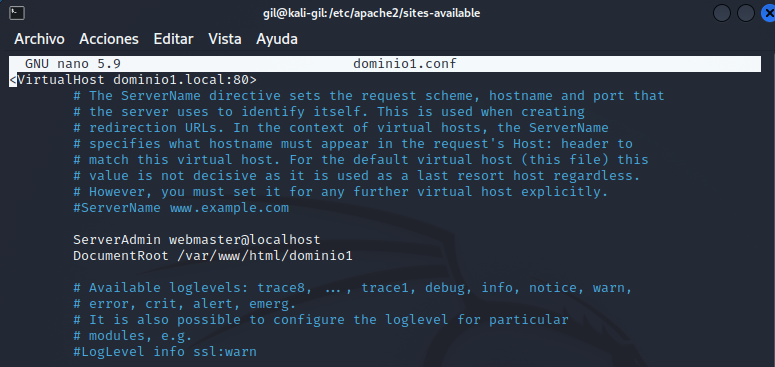 gil@kali-gil:/etc/apache2/sites-available
Archivo Acciones Editar Vista Ayuda
GNU nano 5.9 dominio1.conf
<VirtualHost dominio1.local:80>
# The ServerName directive sets the request scheme, hostname and port that
# the server uses to identify itself. This is used when creating
# redirection URLs. In the context of virtual hosts, the ServerName
# specifies what hostname must appear in the request's Host: header to
# match this virtual host. For the default virtual host (this file) this
# value is not decisive as it is used as a last resort host regardless.
# However, you must set it for any further virtual host explicitly.
#ServerName www.example.com
ServerAdmin webmaster@localhost
DocumentRoot /var/www/html/dominio1
# Available loglevels: trace8, ..., trace1, debug, info, notice, warn,
# error, crit, alert, emerg.
# It is also possible to configure the loglevel for particular
# modules, e.g.
#LogLevel info ssl:warn